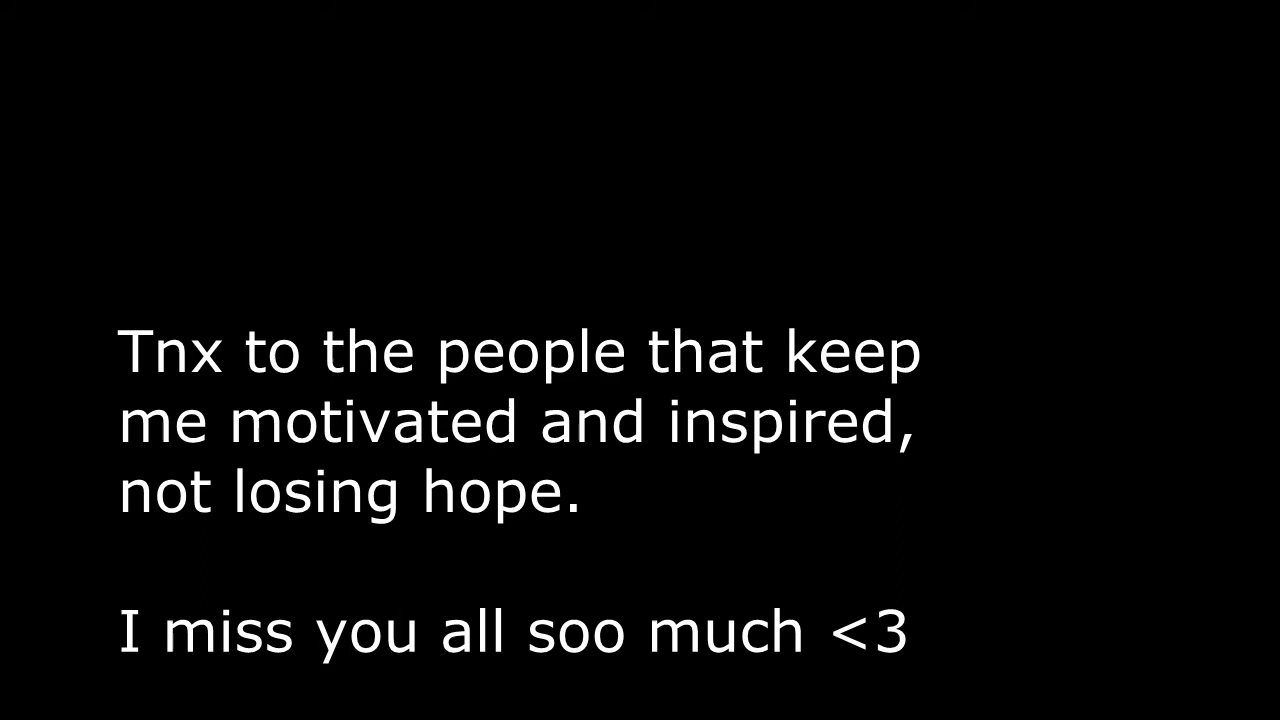 Tnx to the people that keep
me motivated and inspired,
not losing hope.
I miss you all soo much <3